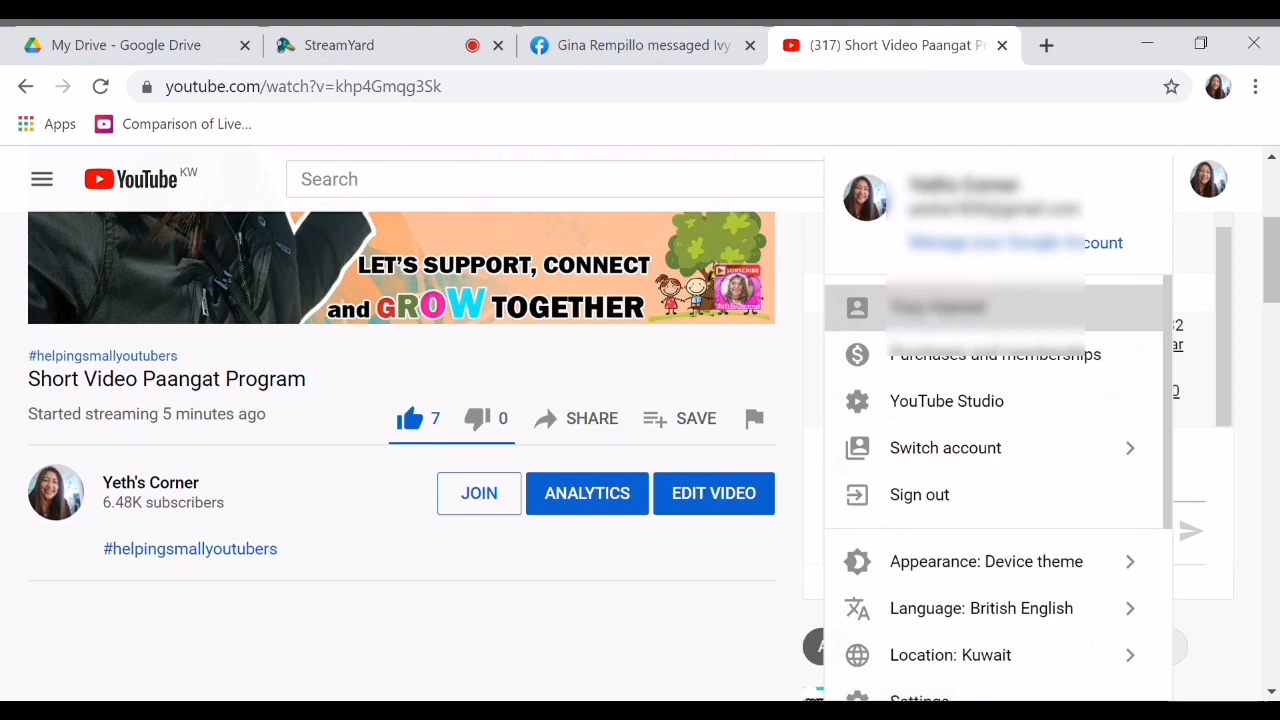 My Drive - Google Drive
StreamYard
Gina Rempillo messaged Ivy
(317) Short Video Paangat Pr
youtube.com/watch?v=khp4Gmqg3Sk
Apps
Comparison of Live...
YouTube KW
Search
count
LET'S SUPPORT, CONNECT
and GROW TOGETHER
SUBSCRIBE
#helpingsmallyoutubers
Short Video Paangat Program
Started streaming 5 minutes ago
7
0
SHARE
SAVE
Yeth's Corner
6.48K subscribers
JOIN
ANALYTICS
EDIT VIDEO
#helpingsmallyoutubers
Purchases and memberships
YouTube Studio
Switch account
Sign out
Appearance: Device theme
Language: British English
Location: Kuwait
Settings